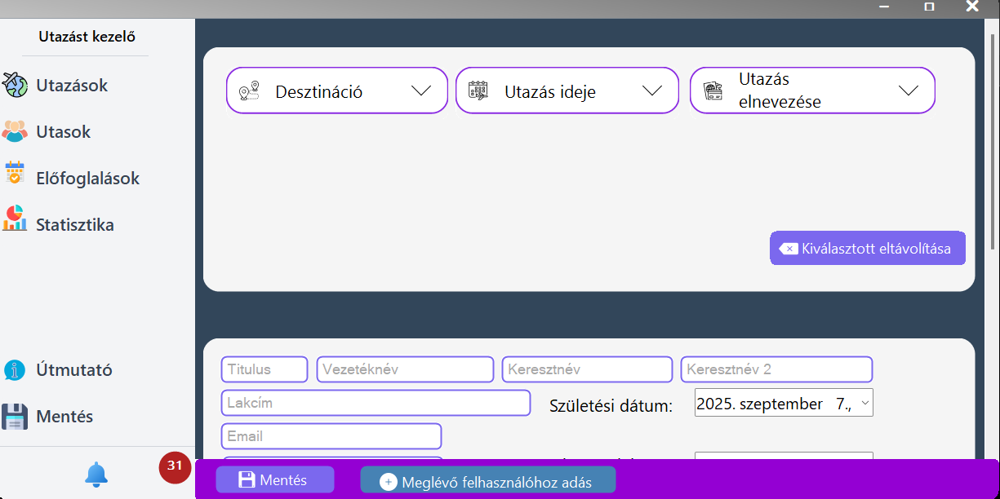 Utazást kezelő
Utazások
Utasok
Előfoglalások
Statisztika
Útmutató
Mentés
31
Desztináció
Utazás ideje
Utazás
elnevezése
Kiválasztott eltávolítása
Titulus
Vezetéknév
Keresztnév
Keresztnév 2
Lakcím
Születési dátum:
2025. szeptember 7.,
Email
Mentés
Meglévő felhasználóhoz adás